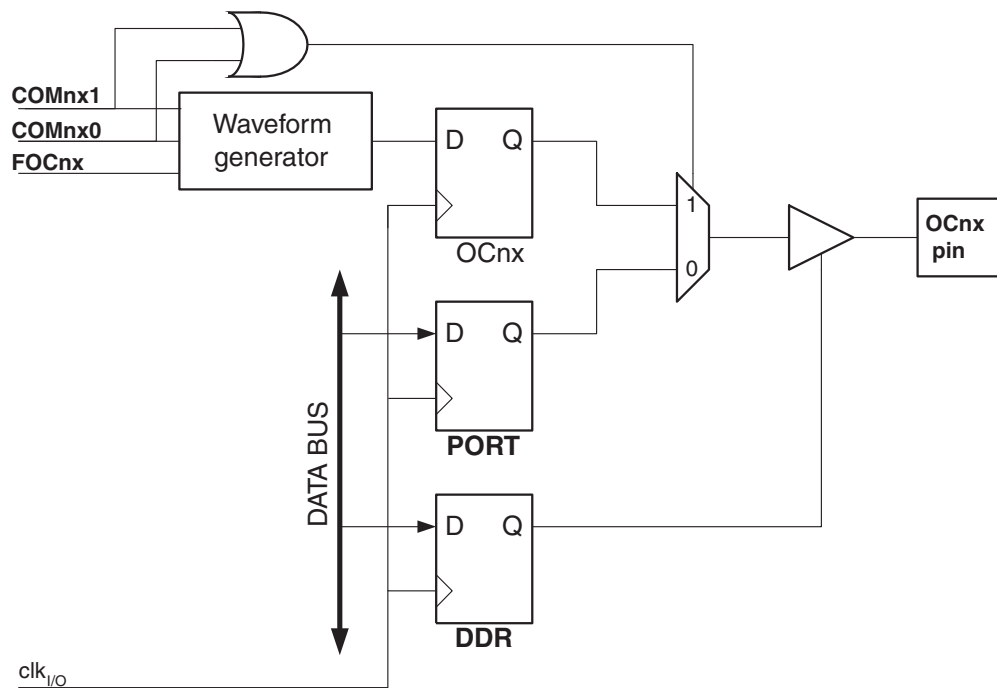 COMnx1
COMnx0
FOCnx
Waveform
generator
D Q
OCnx
1
0
OCnx
pin
D Q
PORT
DATA BUS
D Q
DDR
clkI/O